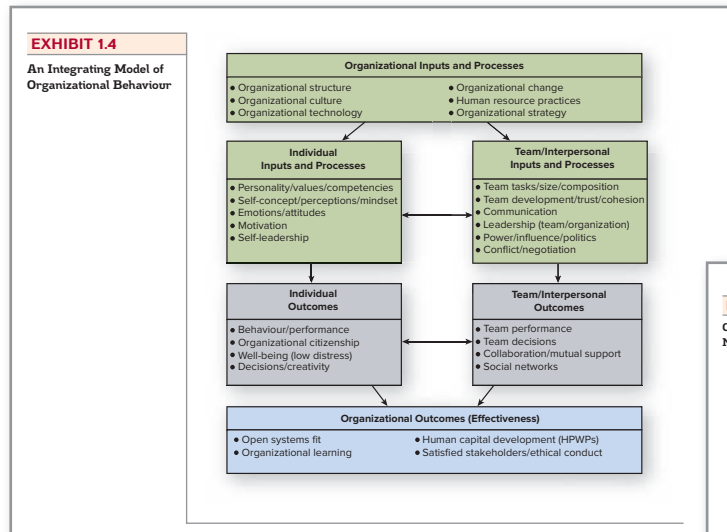 EXHIBIT 1.4
An Integrating Model of
Organizational Behaviour
Organizational Inputs and Processes
• Organizational structure
• Organizational culture
• Organizational technology
• Organizational change
• Human resource practices
• Organizational strategy
Individual
Inputs and Processes
• Personality/values/competencies
• Self-concept/perceptions/mindset
• Emotions/attitudes
• Motivation
• Self-leadership
Team/Interpersonal
Inputs and Processes
• Team tasks/size/composition
• Team development/trust/cohesion
• Communication
• Leadership (team/organization)
• Power/influence/politics
• Conflict/negotiation
Individual
Outcomes
• Behaviour/performance
• Organizational citizenship
• Well-being (low distress)
• Decisions/creativity
Team/Interpersonal
Outcomes
• Team performance
• Team decisions
• Collaboration/mutual support
• Social networks
Organizational Outcomes (Effectiveness)
• Open systems fit
• Organizational learning
• Human capital development (HPWPs)
• Satisfied stakeholders/ethical conduct